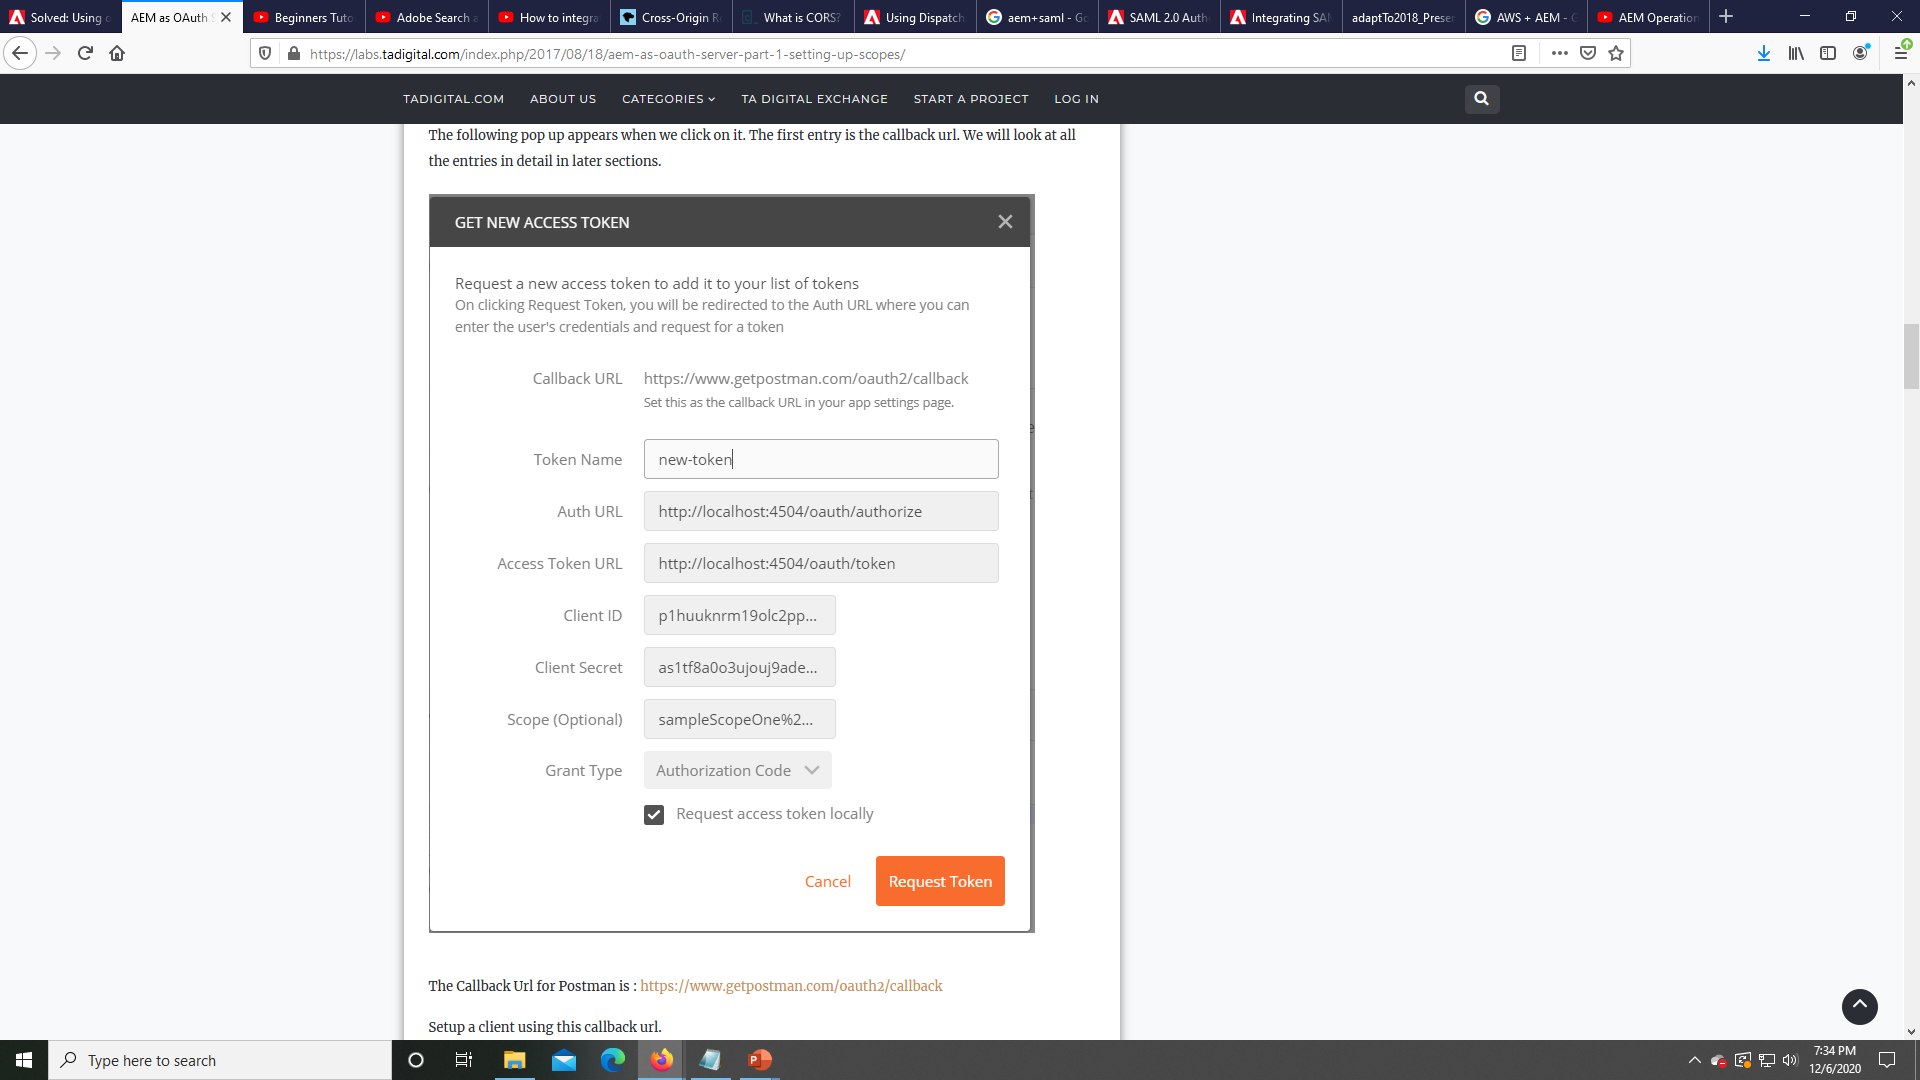 Solved: Using o
AEM as OAuth S
Beginners Tuto
Adobe Search a
How to integra
Cross-Origin Re
What is CORS?
Using Dispatch
aem+saml - Go
SAML 2.0 Auth
Integrating SAM
adaptTo2018_Presen
AWS + AEM - G
AEM Operation
https://labs.tadigital.com/index.php/2017/08/18/aem-as-oauth-server-part-1-setting-up-scopes/
TADIGITAL.COM
ABOUT US
CATEGORIES
TA DIGITAL EXCHANGE
START A PROJECT
LOG IN
The following pop up appears when we click on it. The first entry is the callback url. We will look at all
the entries in detail in later sections.
GET NEW ACCESS TOKEN
Request a new access token to add it to your list of tokens
On clicking Request Token, you will be redirected to the Auth URL where you can
enter the user's credentials and request for a token
Callback URL https://www.getpostman.com/oauth2/callback
Set this as the callback URL in your app settings page.
Token Name new-token
Auth URL http://localhost:4504/oauth/authorize
Access Token URL http://localhost:4504/oauth/token
Client ID p1huuknrm19olc2pp...
Client Secret as1tf8a0o3ujouj9ade...
Scope (Optional) sampleScopeOne%2...
Grant Type Authorization Code
Request access token locally
Cancel Request Token
The Callback Url for Postman is : https://www.getpostman.com/oauth2/callback
Setup a client using this callback url.
Type here to search
7:34 PM
12/6/2020